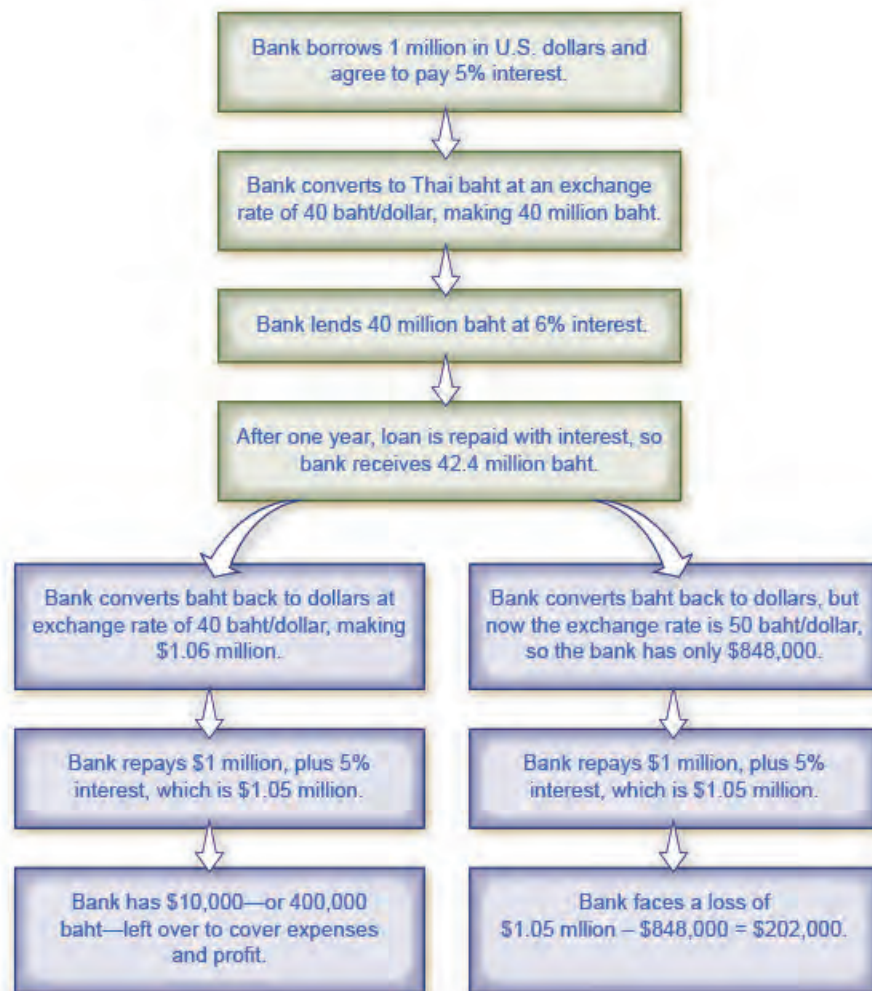 Bank borrows 1 million in U.S. dollars and
agree to pay 5% interest.
Bank converts to Thai baht at an exchange
rate of 40 baht/dollar, making 40 million baht.
Bank lends 40 million baht at 6% interest.
After one year, loan is repaid with interest, so
bank receives 42.4 million baht.
Bank converts baht back to dollars at
exchange rate of 40 baht/dollar, making
$1.06 million.
Bank repays $1 million, plus 5%
interest, which is $1.05 million.
Bank has $10,000—or 400,000
baht—left over to cover expenses
and profit.
Bank converts baht back to dollars, but
now the exchange rate is 50 baht/dollar,
so the bank has only $848,000.
Bank repays $1 million, plus 5%
interest, which is $1.05 million.
Bank faces a loss of
$1.05 mllion – $848,000 = $202,000.